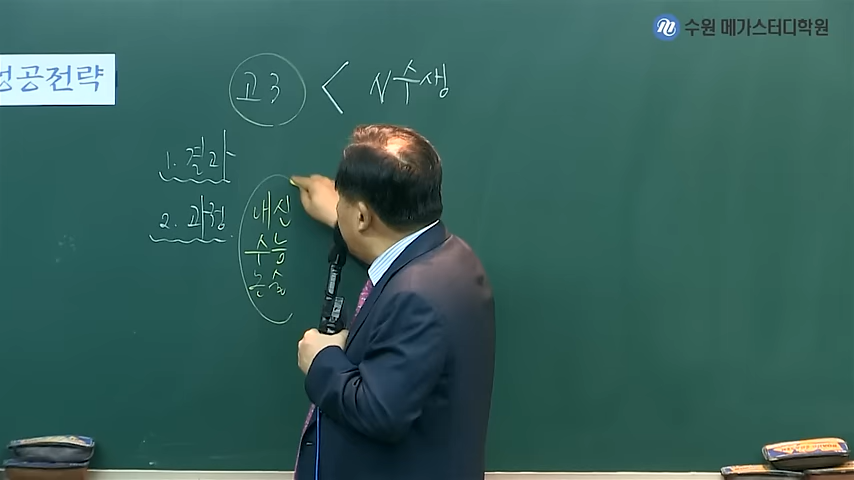 수원 메가스터디학원
성공전략
고3 < N수생
1. 결과
2. 과정
내신
수능
논술